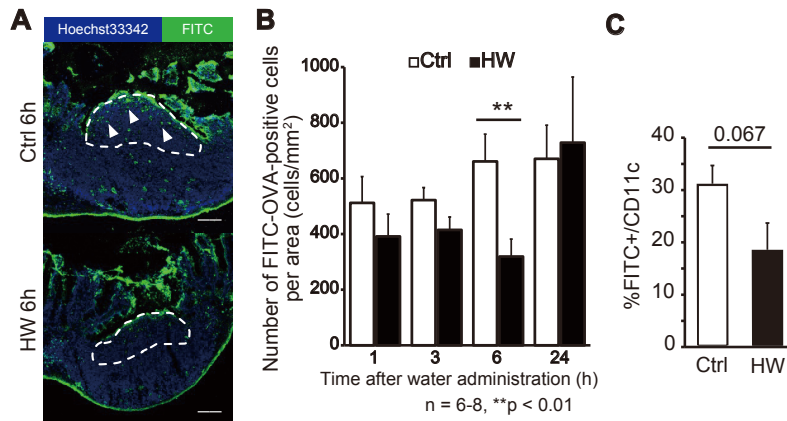 A
Hoechst33342 FITC
Ctrl 6h
HW 6h
B
Ctrl HW
Number of FITC-OVA-positive cells
per area (cells/mm²)
1000
800
600
400
200
0
**
1 3 6 24
Time after water administration (h)
n = 6-8, **p < 0.01
C
%FITC+/CD11c
40
30
20
10
0
0.067
Ctrl HW